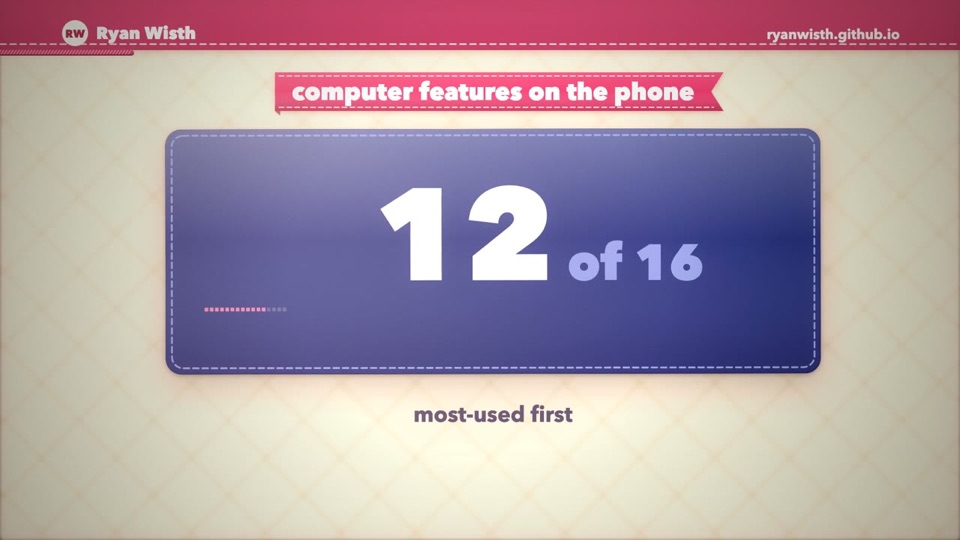 RW Ryan Wisth
ryanwisth.github.io
computer features on the phone
12 of 16
most-used first